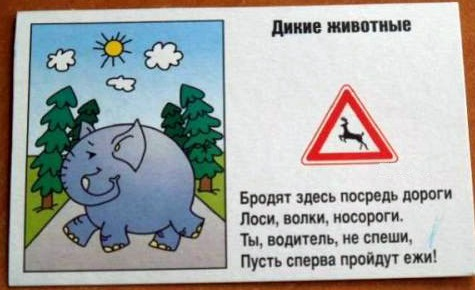 Дикие животные
Бродят здесь посредь дороги
Лоси, волки, носороги.
Ты, водитель, не спеши,
Пусть сперва пройдут ежи!